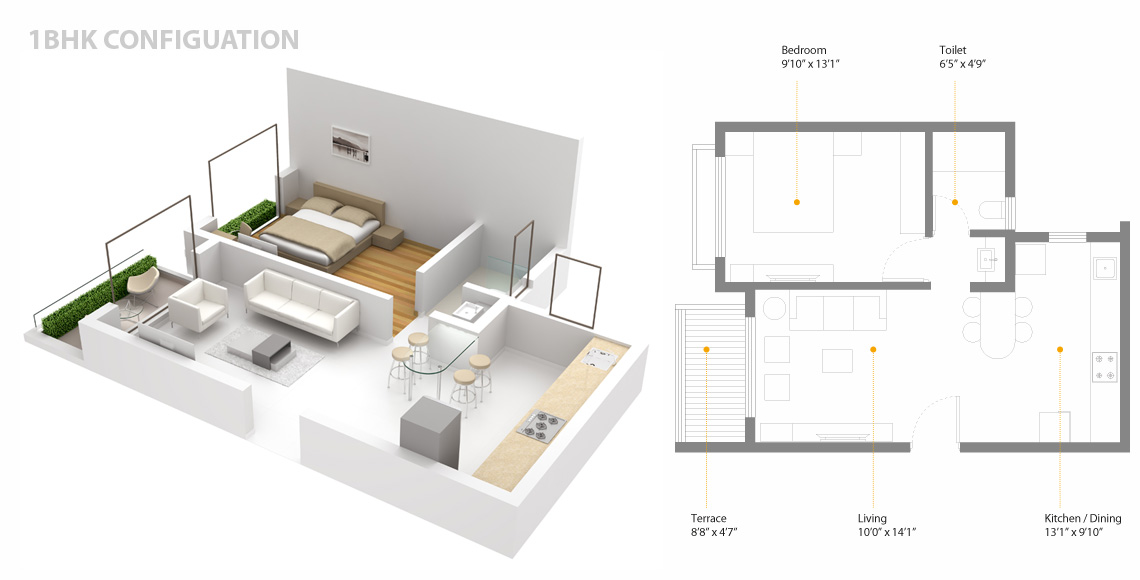 1BHK CONFIGUATION
Bedroom
9’10” x 13’1”
Toilet
6’5” x 4’9”
Terrace
8’8” x 4’7”
Living
10’0” x 14’1”
Kitchen / Dining
13’1” x 9’10”